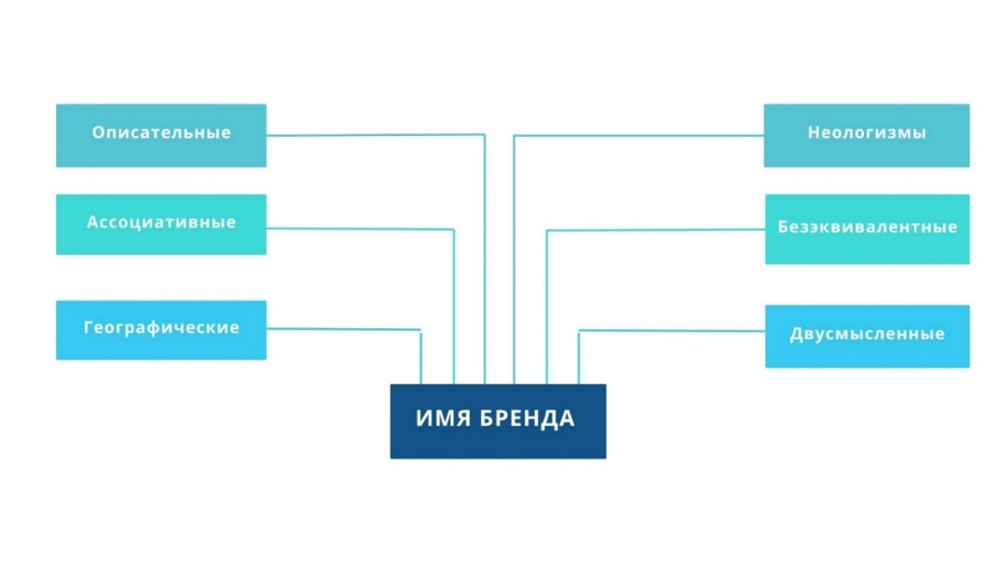 Описательные
Ассоциативные
Географические
Неологизмы
Безэквивалентные
Двусмысленные
ИМЯ БРЕНДА